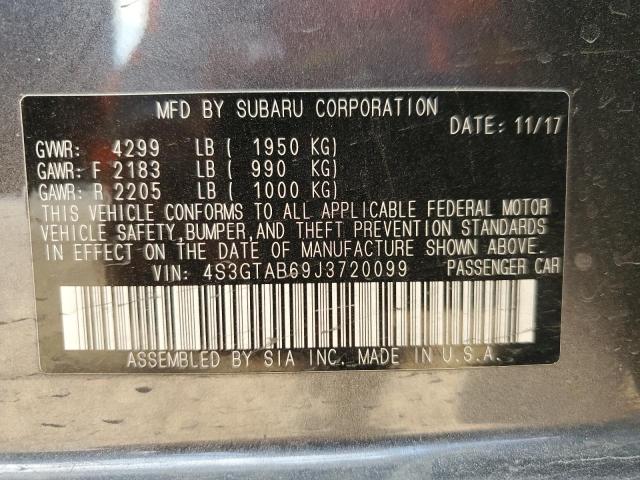 MFD BY SUBARU CORPORATION
DATE: 11/17
GVWR: 4299 LB ( 1950 KG)
GAWR: F 2183 LB ( 990 KG)
GAWR: R 2205 LB ( 1000 KG)
THIS VEHICLE CONFORMS TO ALL APPLICABLE FEDERAL MOTOR
VEHICLE SAFETY, BUMPER, AND THEFT PREVENTION STANDARDS
IN EFFECT ON THE DATE OF MANUFACTURE SHOWN ABOVE.
VIN: 4S3GTAB69J3720099 PASSENGER CAR
ASSEMBLED BY SIA INC. MADE IN U.S.A.